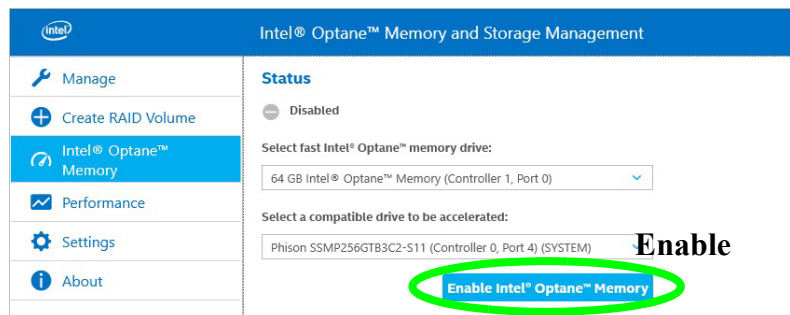 intel
Intel® Optane™ Memory and Storage Management
Manage
Create RAID Volume
Intel® Optane™
Memory
Performance
Settings
About
Status
Disabled
Select fast Intel® Optane™ memory drive:
64 GB Intel® Optane™ Memory (Controller 1, Port 0)
Select a compatible drive to be accelerated:
Phison SSMP256GTB3C2-S11 (Controller 0, Port 4) (SYSTEM)
Enable
Enable Intel® Optane™ Memory